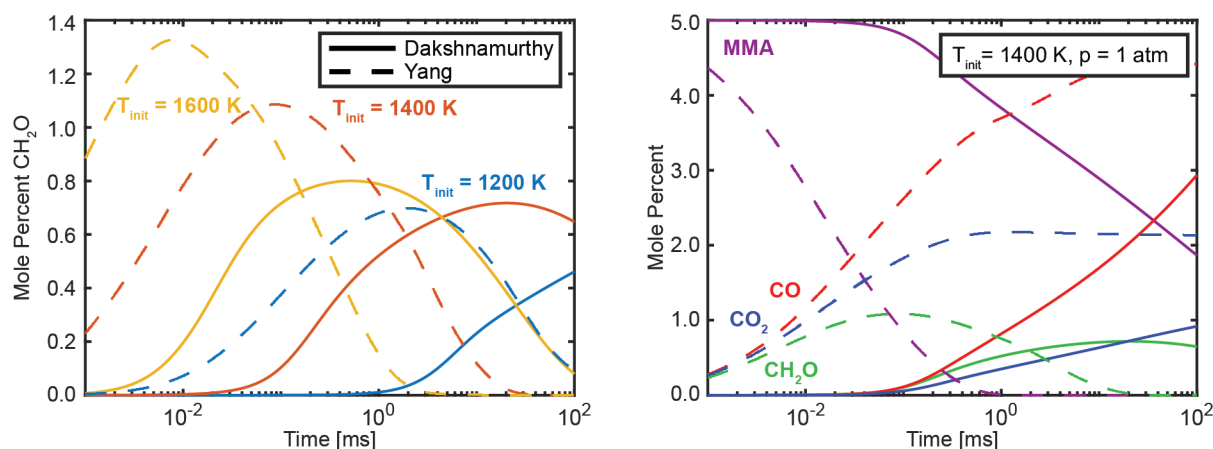 Mole Percent CH₂O
1.4
1.2
1.0
0.8
0.6
0.4
0.2
0.0
Dakshnamurthy
Yang
T_init = 1600 K
T_init = 1400 K
T_init = 1200 K
10⁻²
10⁰
10²
Time [ms]
Mole Percent
5.0
4.0
3.0
2.0
1.0
0.0
MMA
T_init= 1400 K, p = 1 atm
CO
CO₂
CH₂O
10⁻²
10⁰
10²
Time [ms]